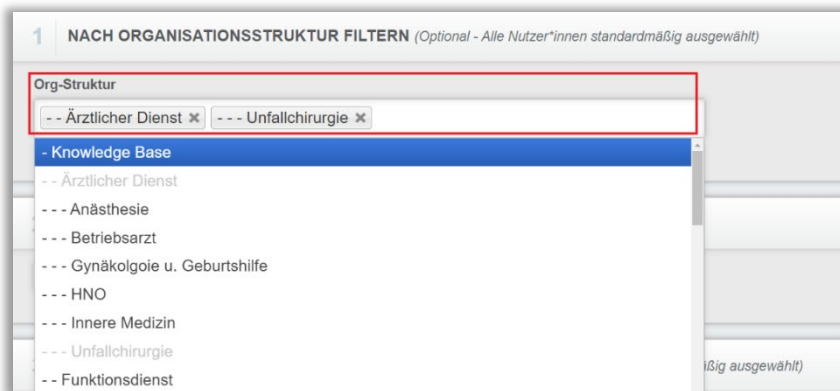 1 NACH ORGANISATIONSSTRUKTUR FILTERN (Optional - Alle Nutzer*innen standardmäßig ausgewählt)
Org-Struktur
- - Ärztlicher Dienst × - - - Unfallchirurgie ×
- Knowledge Base
- - Ärztlicher Dienst
- - - Anästhesie
- - - Betriebsarzt
- - - Gynäkolgoie u. Geburtshilfe
- - - HNO
- - - Innere Medizin
- - - Unfallchirurgie
ausgewählt)
- - Funktionsdienst